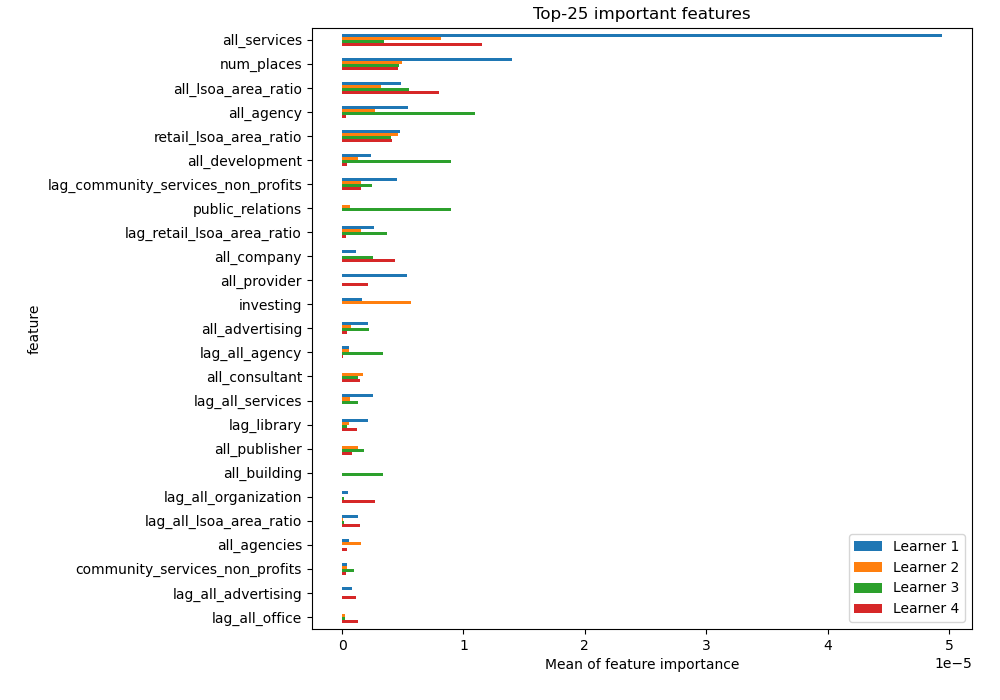 Top-25 important features
all_services
num_places
all_lsoa_area_ratio
all_agency
retail_lsoa_area_ratio
all_development
lag_community_services_non_profits
public_relations
lag_retail_lsoa_area_ratio
all_company
all_provider
investing
all_advertising
lag_all_agency
all_consultant
lag_all_services
lag_library
all_publisher
all_building
lag_all_organization
lag_all_lsoa_area_ratio
all_agencies
community_services_non_profits
lag_all_advertising
lag_all_office
feature
Learner 1
Learner 2
Learner 3
Learner 4
0 1 2 3 4 5
1e−5
Mean of feature importance